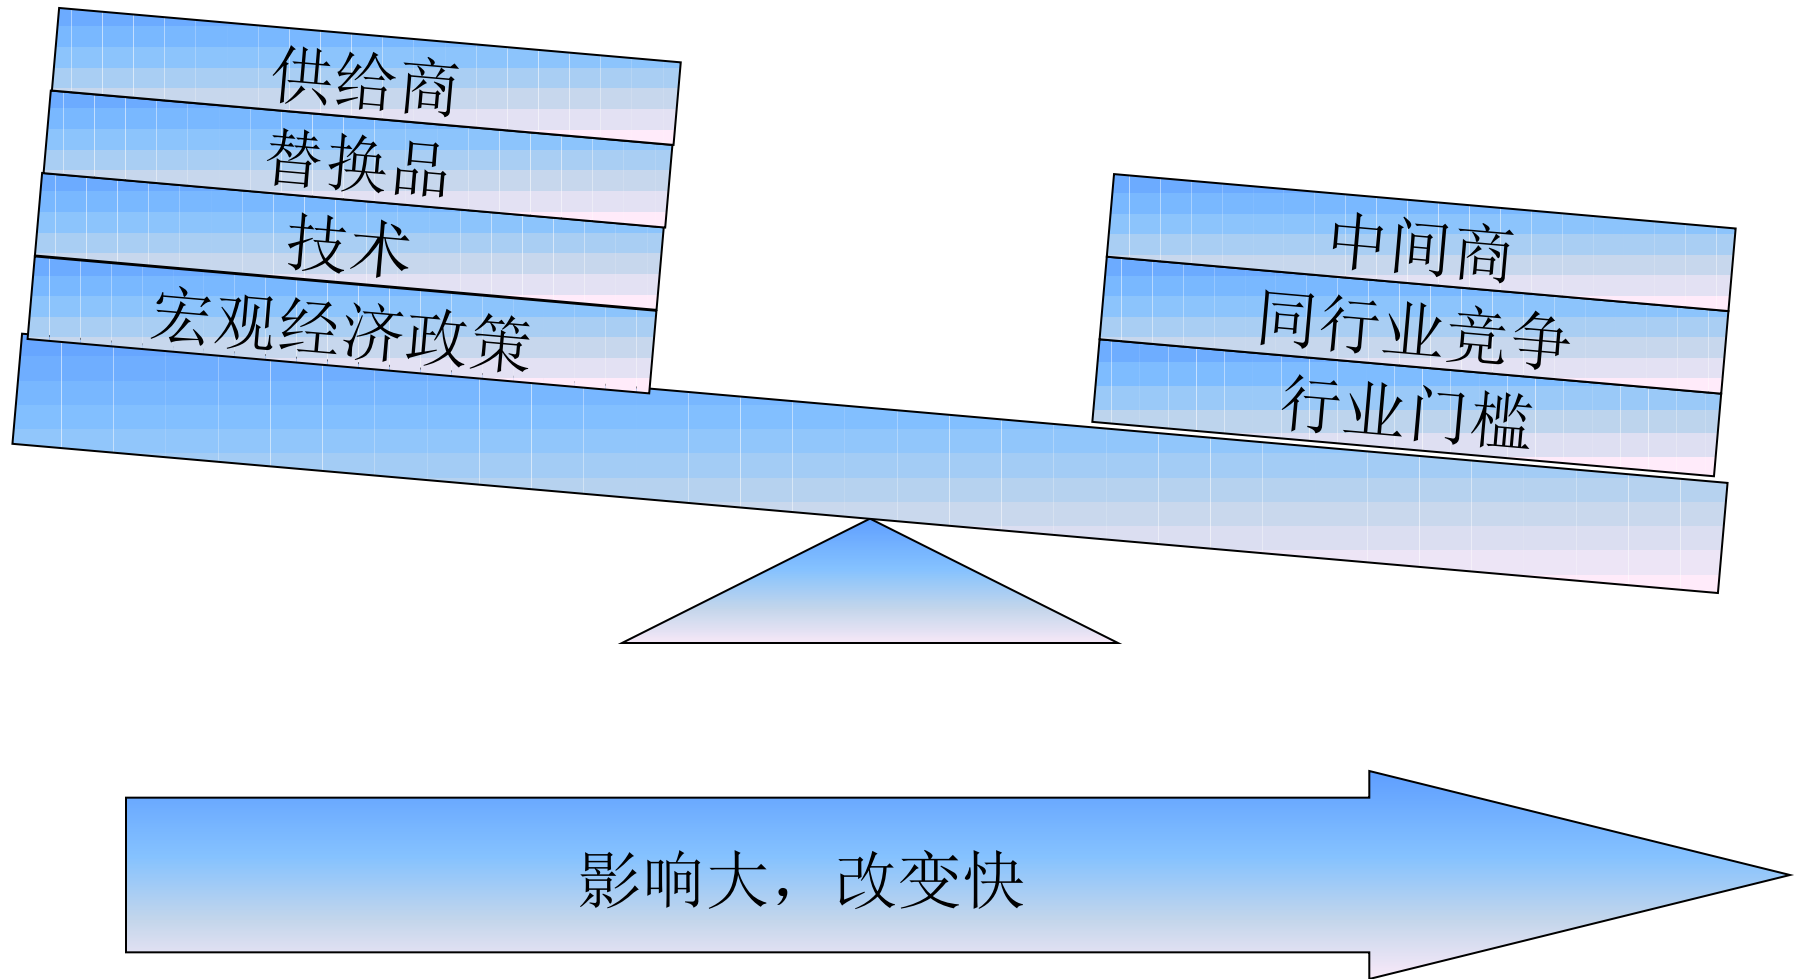 供给商
替换品
技术
宏观经济政策
中间商
同行业竞争
行业门槛
影响大，改变快